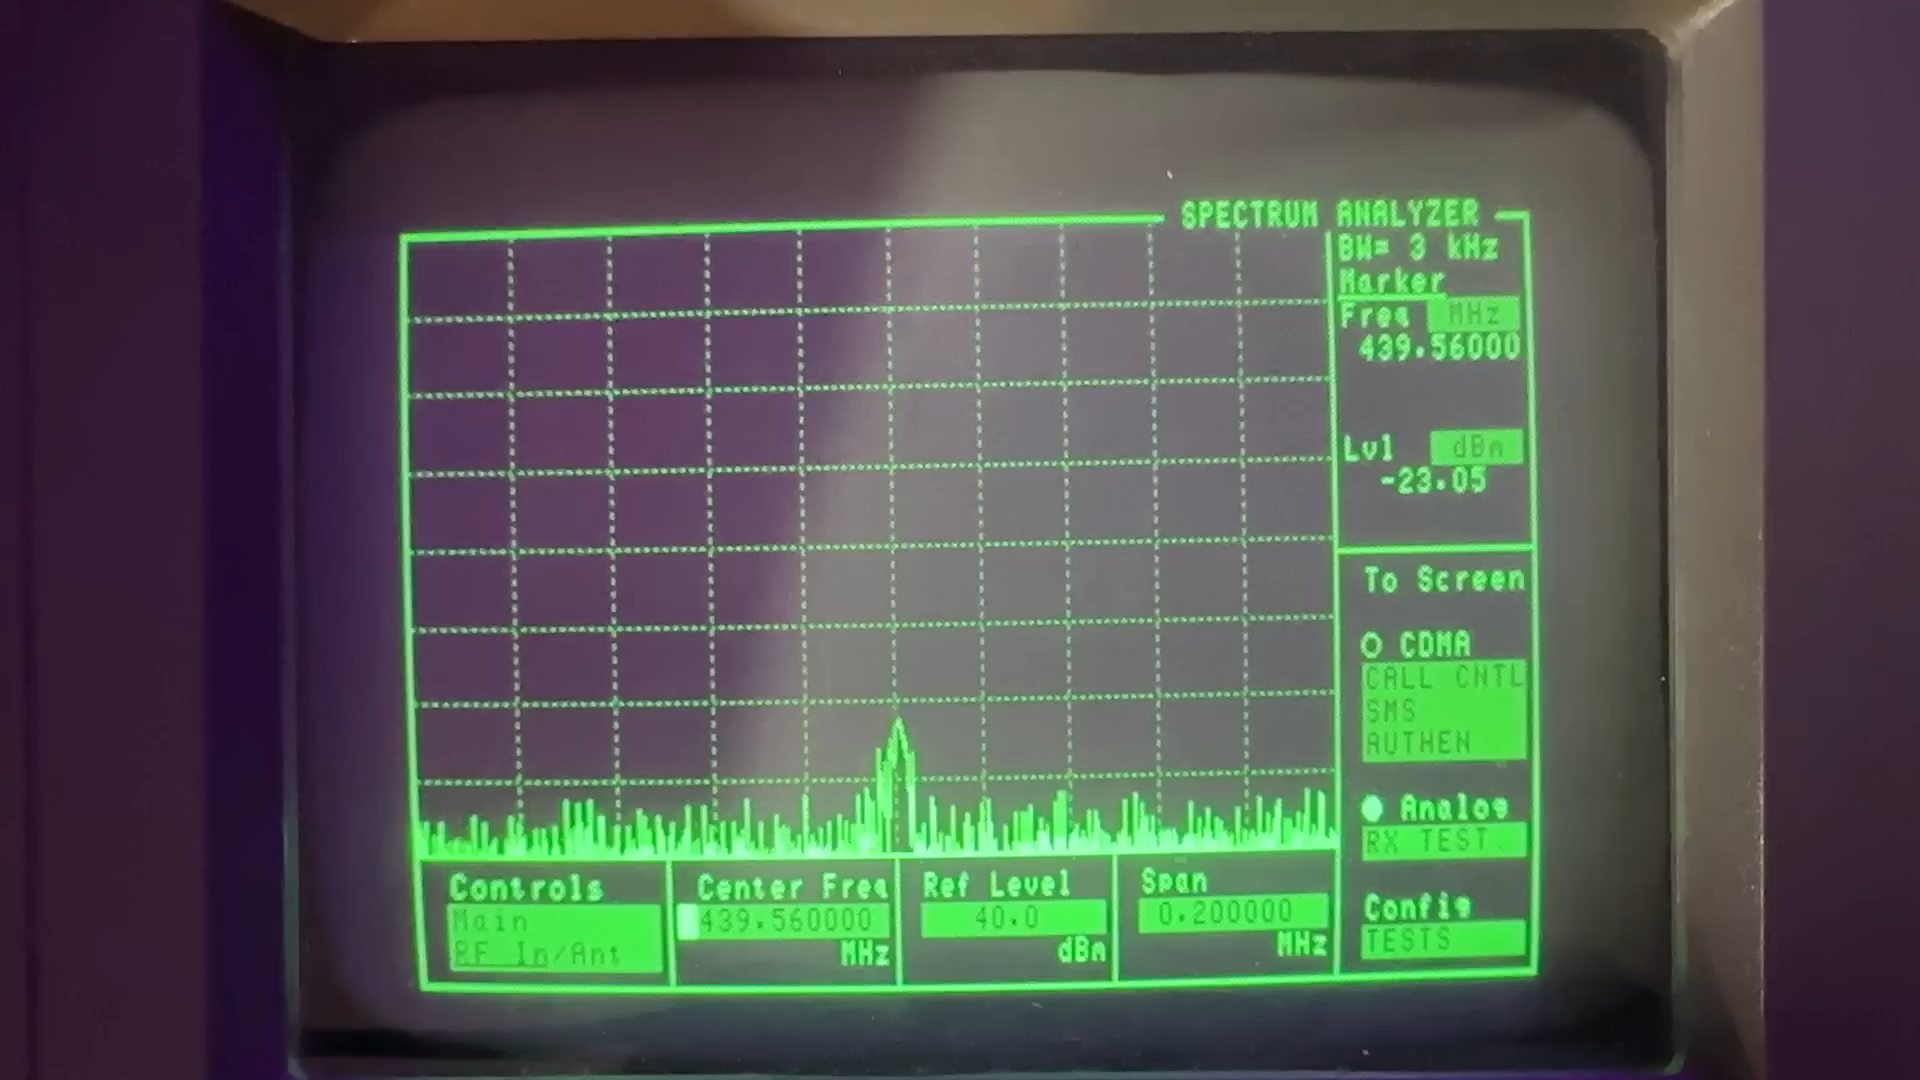 SPECTRUM ANALYZER
BW= 3 kHz
Marker
Freq MHz
439.56000
Lvl dBm
-23.05
To Screen
CDMA
CALL CNTL
SMS
AUTHEN
Analog
RX TEST
Config
TESTS
Controls
Main
RF In/Ant
Center Freq
439.560000
MHz
Ref Level
40.0
dBm
Span
0.200000
MHz